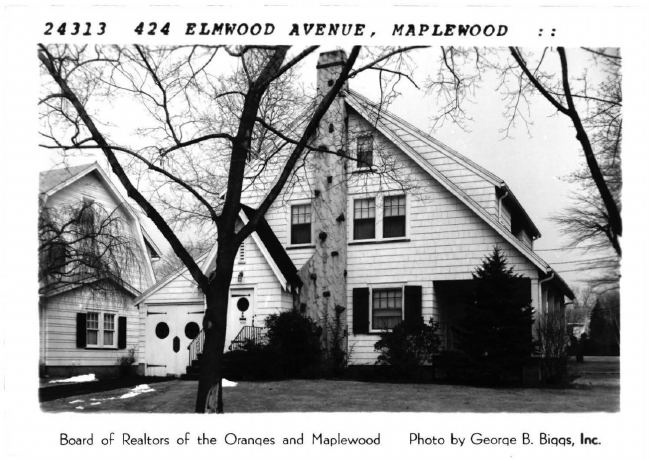 24313 424 ELMWOOD AVENUE, MAPLEWOOD ::
Board of Realtors of the Oranges and Maplewood Photo by George B. Biggs, Inc.